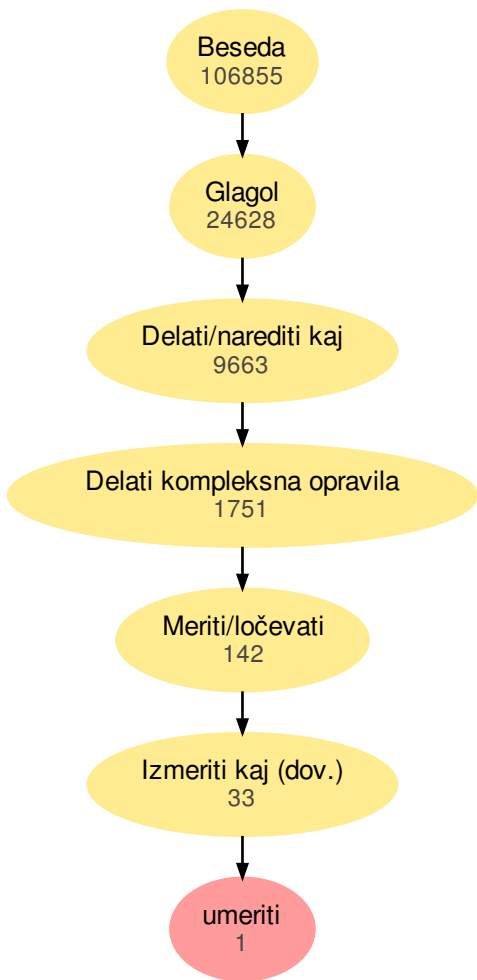 Beseda
106855
Glagol
24628
Delati/narediti kaj
9663
Delati kompleksna opravila
1751
Meriti/ločevati
142
Izmeriti kaj (dov.)
33
umeriti
1